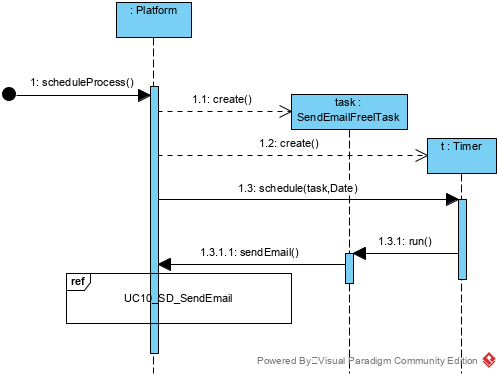 : Platform
1: scheduleProcess()
1.1: create()
task :
SendEmailFreelTask
1.2: create()
t : Timer
1.3: schedule(task,Date)
1.3.1: run()
1.3.1.1: sendEmail()
ref
UC10_SD_SendEmail
Powered By Visual Paradigm Community Edition